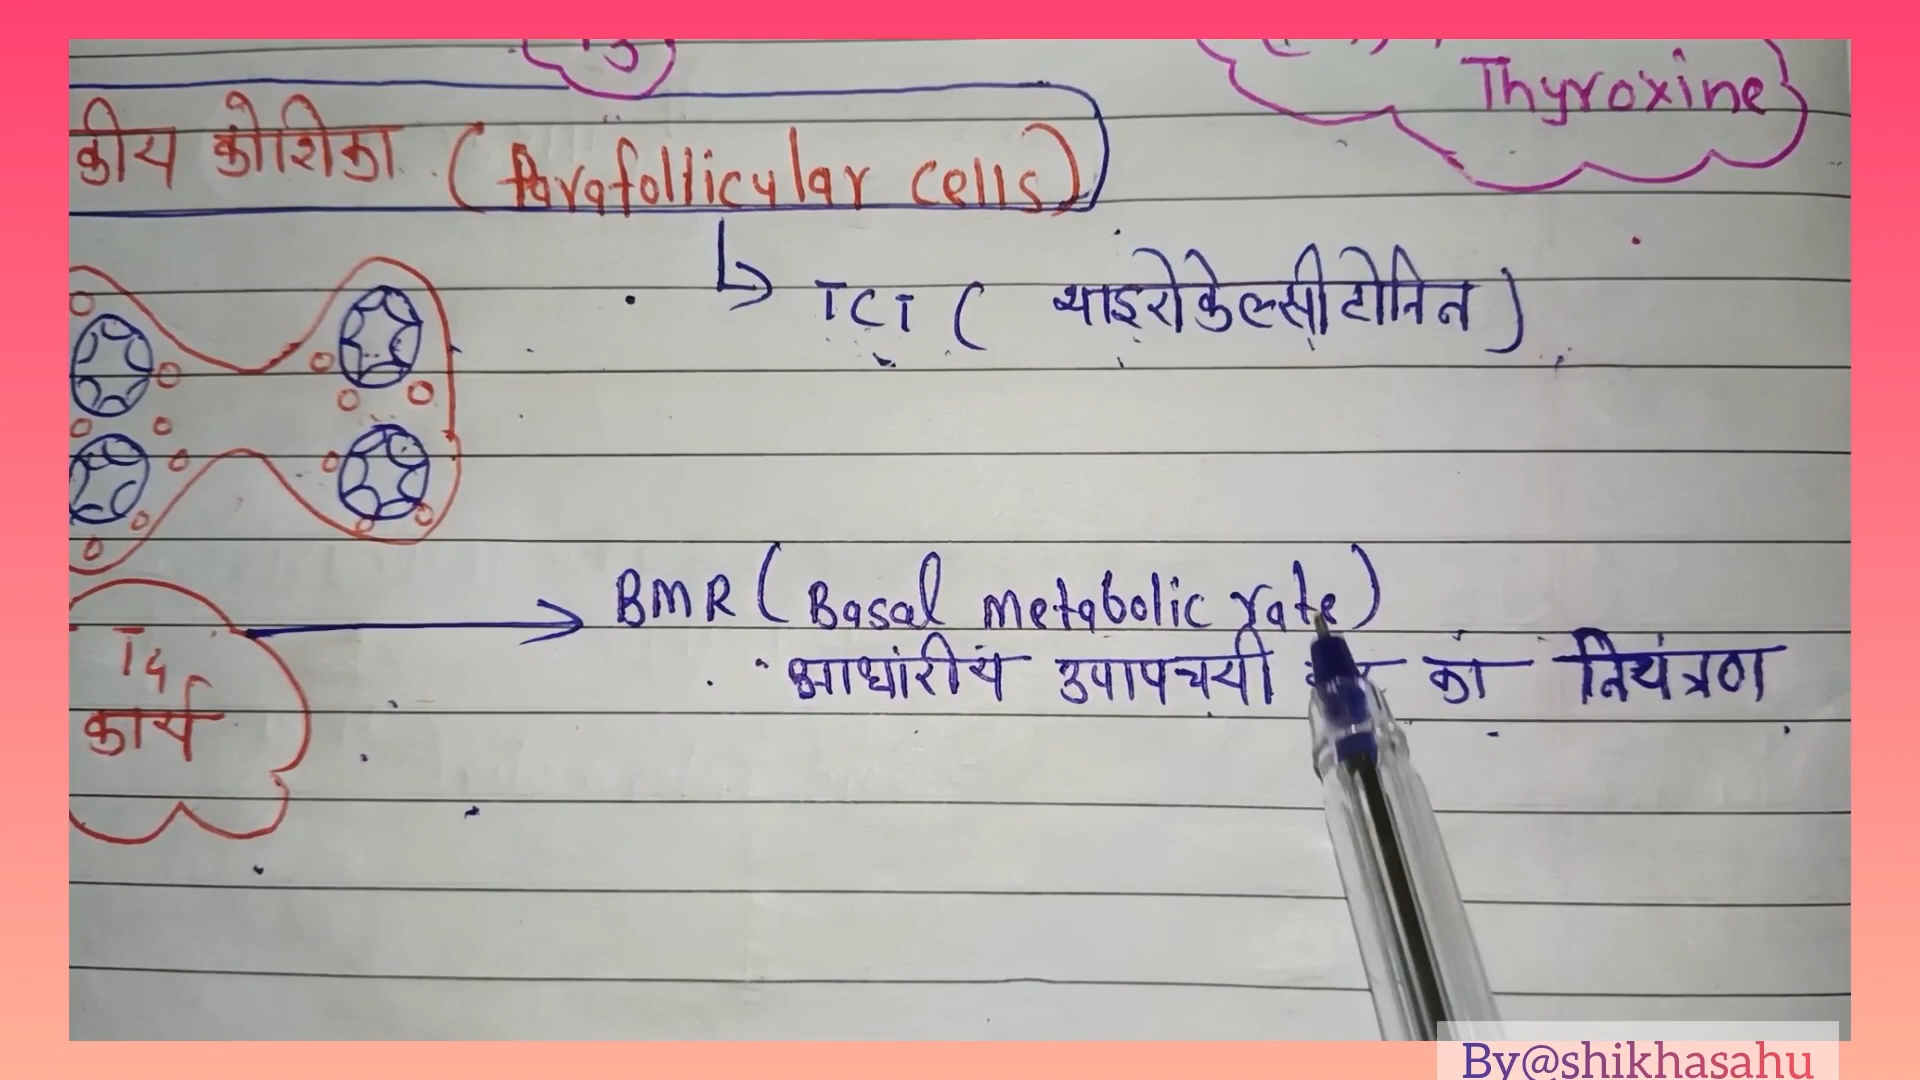 Thyroxine
कीय कोशिका (Parafollicular cells)
TCT ( थाइरोकेल्सीटोनिन )
BMR (Basal metabolic rate)
आधारीय उपापचयी का नियंत्रण
T4
कार्य
By@shikhasahu